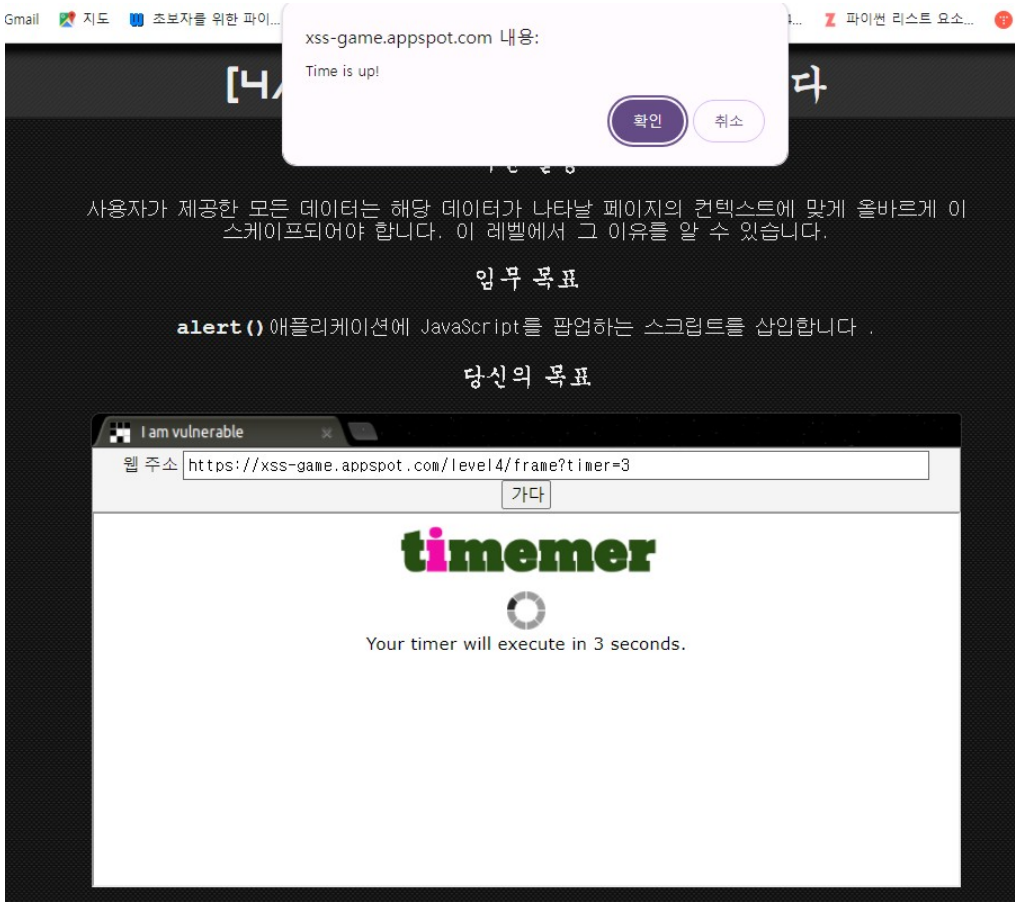 Gmail 지도 초보자를 위한 파이... 파이썬 리스트 요소...
xss-game.appspot.com 내용:
Time is up!
확인 취소
[4/ 다
사용자가 제공한 모든 데이터는 해당 데이터가 나타날 페이지의 컨텍스트에 맞게 올바르게 이
스케이프되어야 합니다. 이 레벨에서 그 이유를 알 수 있습니다.
임무 목표
alert()애플리케이션에 JavaScript를 팝업하는 스크립트를 삽입합니다 .
당신의 목표
I am vulnerable
웹 주소 https://xss-game.appspot.com/level4/frame?timer=3
가다
timemer
Your timer will execute in 3 seconds.